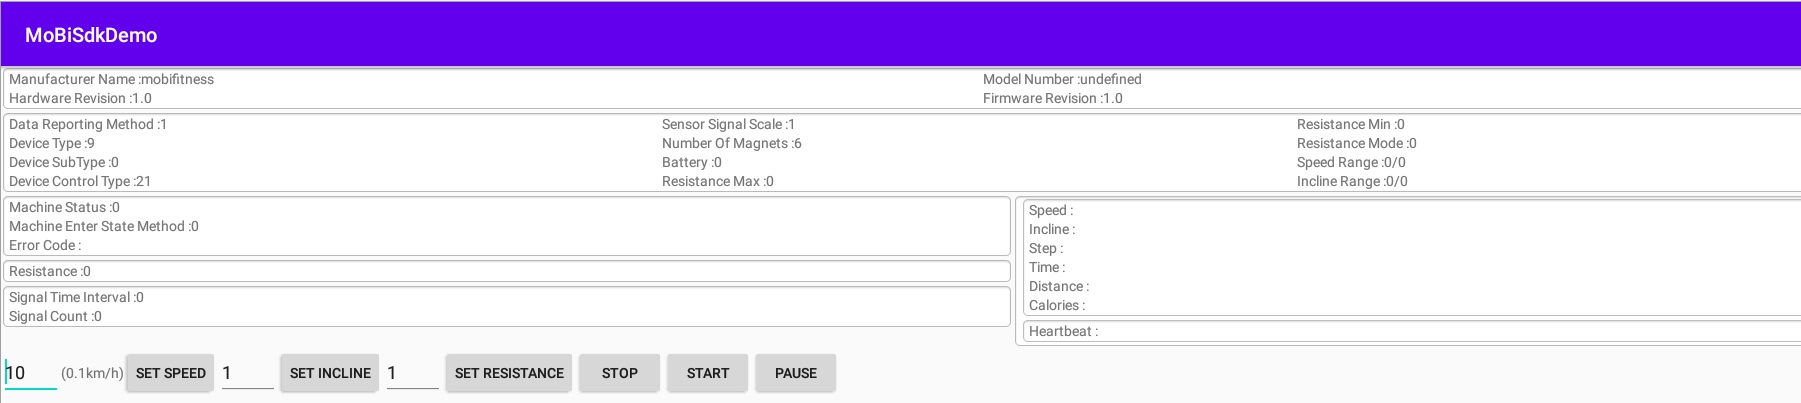 MoBiSdkDemo
Manufacturer Name :mobifitness
Model Number :undefined
Hardware Revision :1.0
Firmware Revision :1.0
Data Reporting Method :1
Sensor Signal Scale :1
Resistance Min :0
Device Type :9
Number Of Magnets :6
Resistance Mode :0
Device SubType :0
Battery :0
Speed Range :0/0
Device Control Type :21
Resistance Max :0
Incline Range :0/0
Machine Status :0
Machine Enter State Method :0
Error Code :
Resistance :0
Signal Time Interval :0
Signal Count :0
Speed :
Incline :
Step :
Time :
Distance :
Calories :
Heartbeat :
10 (0.1km/h) SET SPEED 1 SET INCLINE 1 SET RESISTANCE STOP START PAUSE